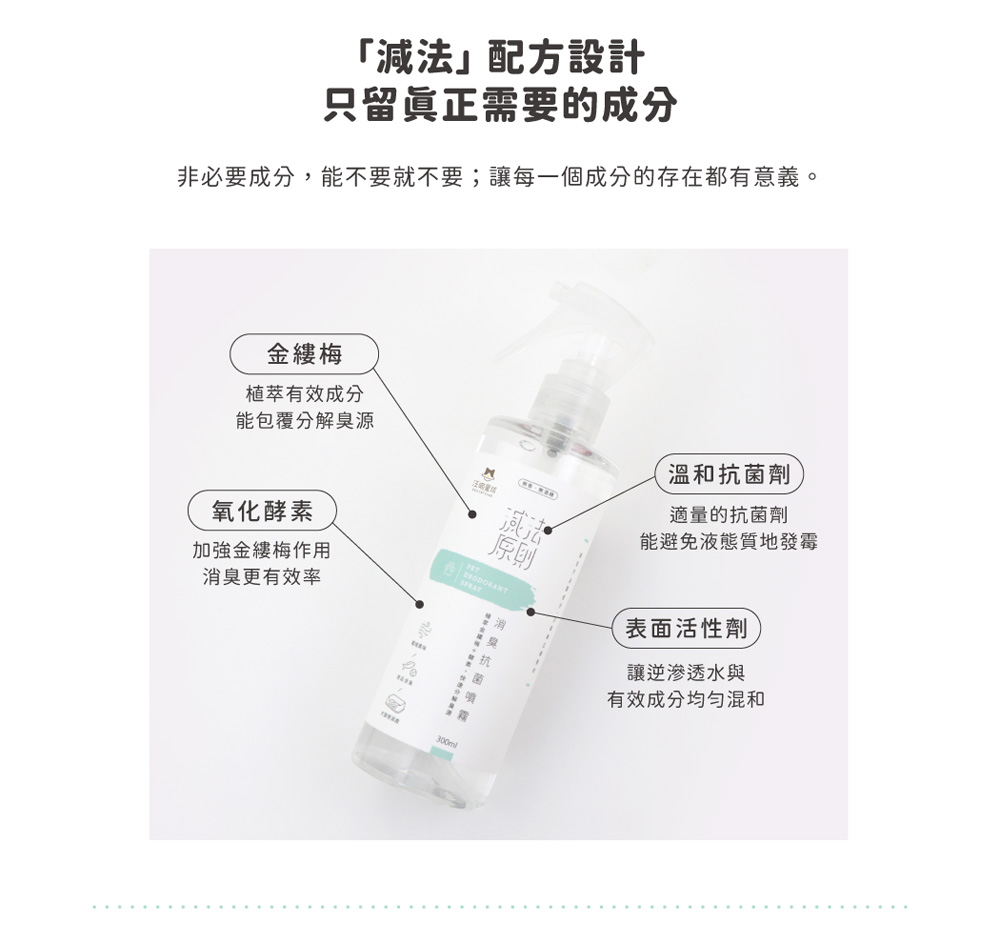 「減法」配方設計
只留眞正需要的成分
非必要成分，能不要就不要；讓每一個成分的存在都有意義。
金縷梅
植萃有效成分
能包覆分解臭源
氧化酵素
加強金縷梅作用
消臭更有效率
溫和抗菌劑
適量的抗菌劑
能避免液態質地發霉
表面活性劑
讓逆滲透水與
有效成分均勻混和
汪喵星球
減法
原則
PET
DEODORANT
SPRAY
消臭抗菌噴霧
300ml